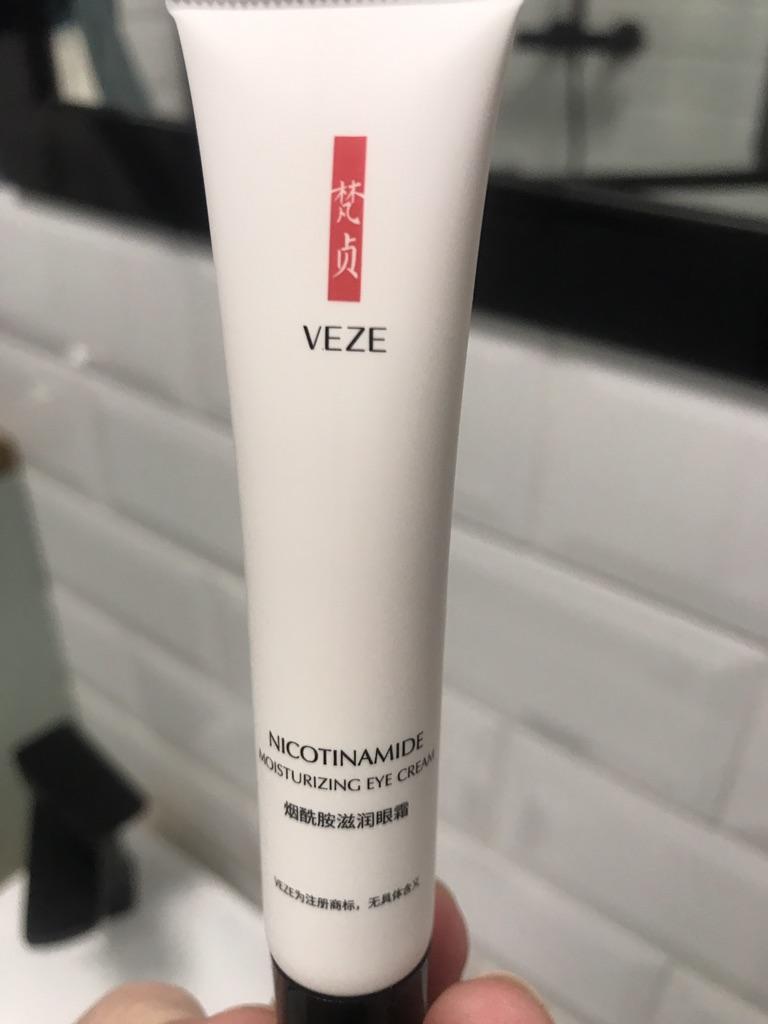 梵贞
VEZE
NICOTINAMIDE
MOISTURIZING EYE CREAM
烟酰胺滋润眼霜
VEZE为注册商标，无具体含义